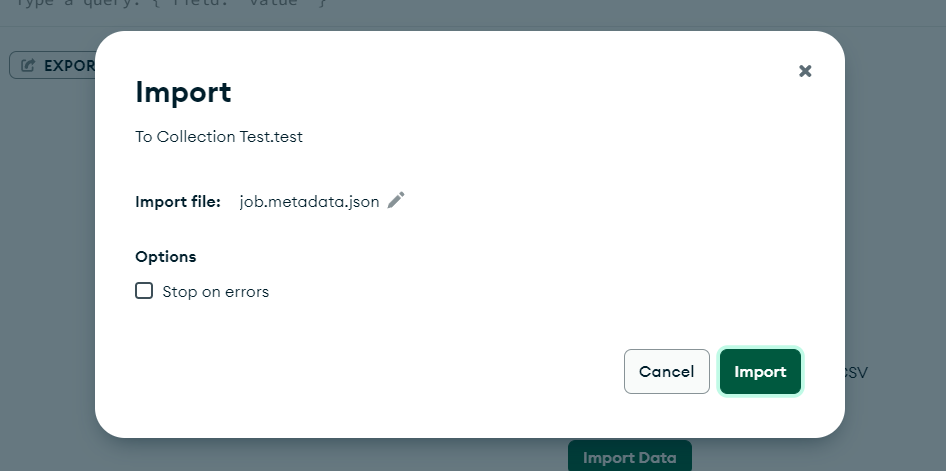 Type a query: { field: 'value' }
EXPOR
Import
To Collection Test.test
Import file: job.metadata.json
Options
Stop on errors
Cancel Import
CSV
Import Data